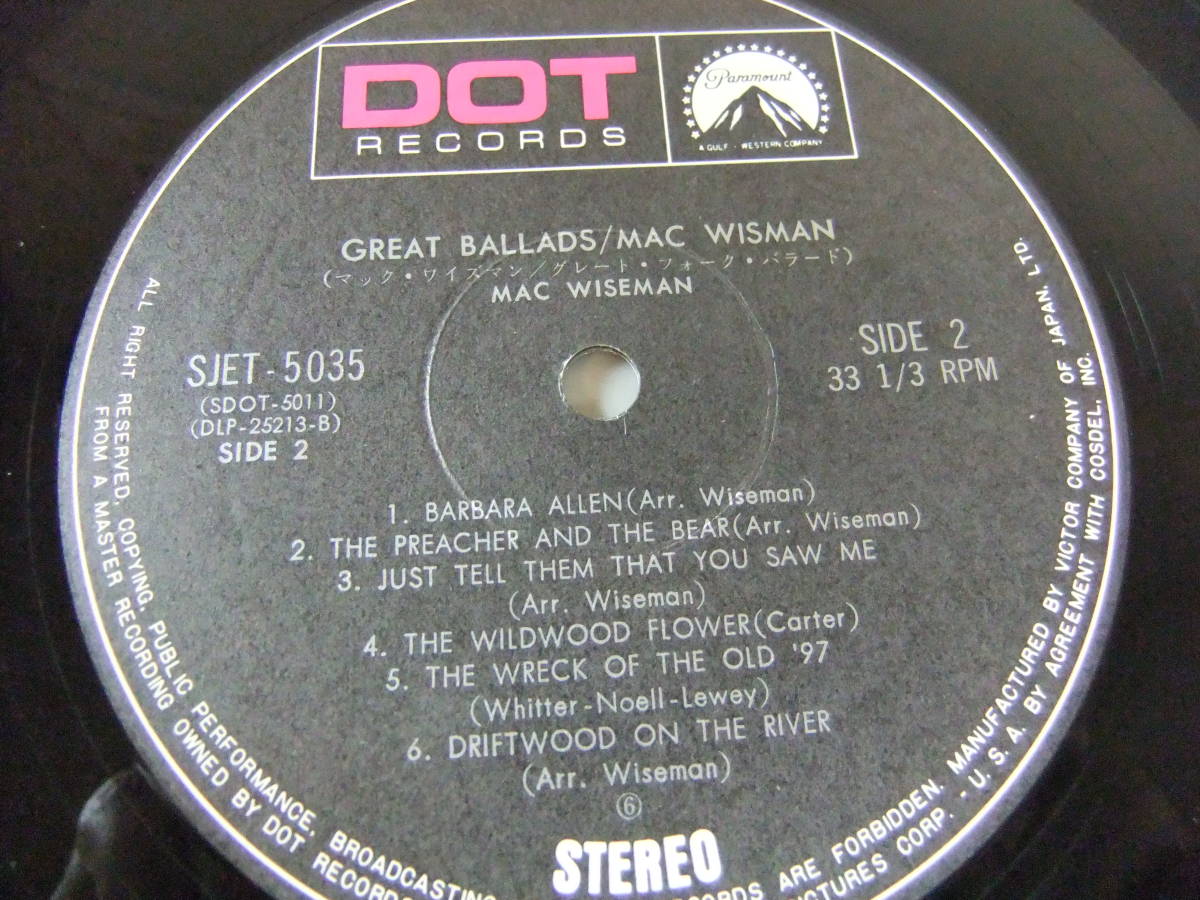 DOT
RECORDS
Paramount
A GULF + WESTERN COMPANY
GREAT BALLADS/MAC WISMAN
(マック・ワイズマン/グレート・フォーク・バラード)
MAC WISEMAN
SJET-5035
(SDOT-5011)
(DLP-25213-B)
SIDE 2
SIDE 2
33 1/3 RPM
1. BARBARA ALLEN(Arr. Wiseman)
2. THE PREACHER AND THE BEAR(Arr. Wiseman)
3. JUST TELL THEM THAT YOU SAW ME
(Arr. Wiseman)
4. THE WILDWOOD FLOWER(Carter)
5. THE WRECK OF THE OLD '97
(Whitter-Noell-Lewey)
6. DRIFTWOOD ON THE RIVER
(Arr. Wiseman)
⑥
STEREO
ALL RIGHT RESERVED. COPYING, PUBLIC PERFORMANCE, BROADCASTING
ARE FORBIDDEN. MANUFACTURED BY VICTOR COMPANY OF JAPAN, LTD.
FROM A MASTER RECORDING OWNED BY DOT
CORP. - U. S. A. BY AGREEMENT WITH COSDEL, INC.